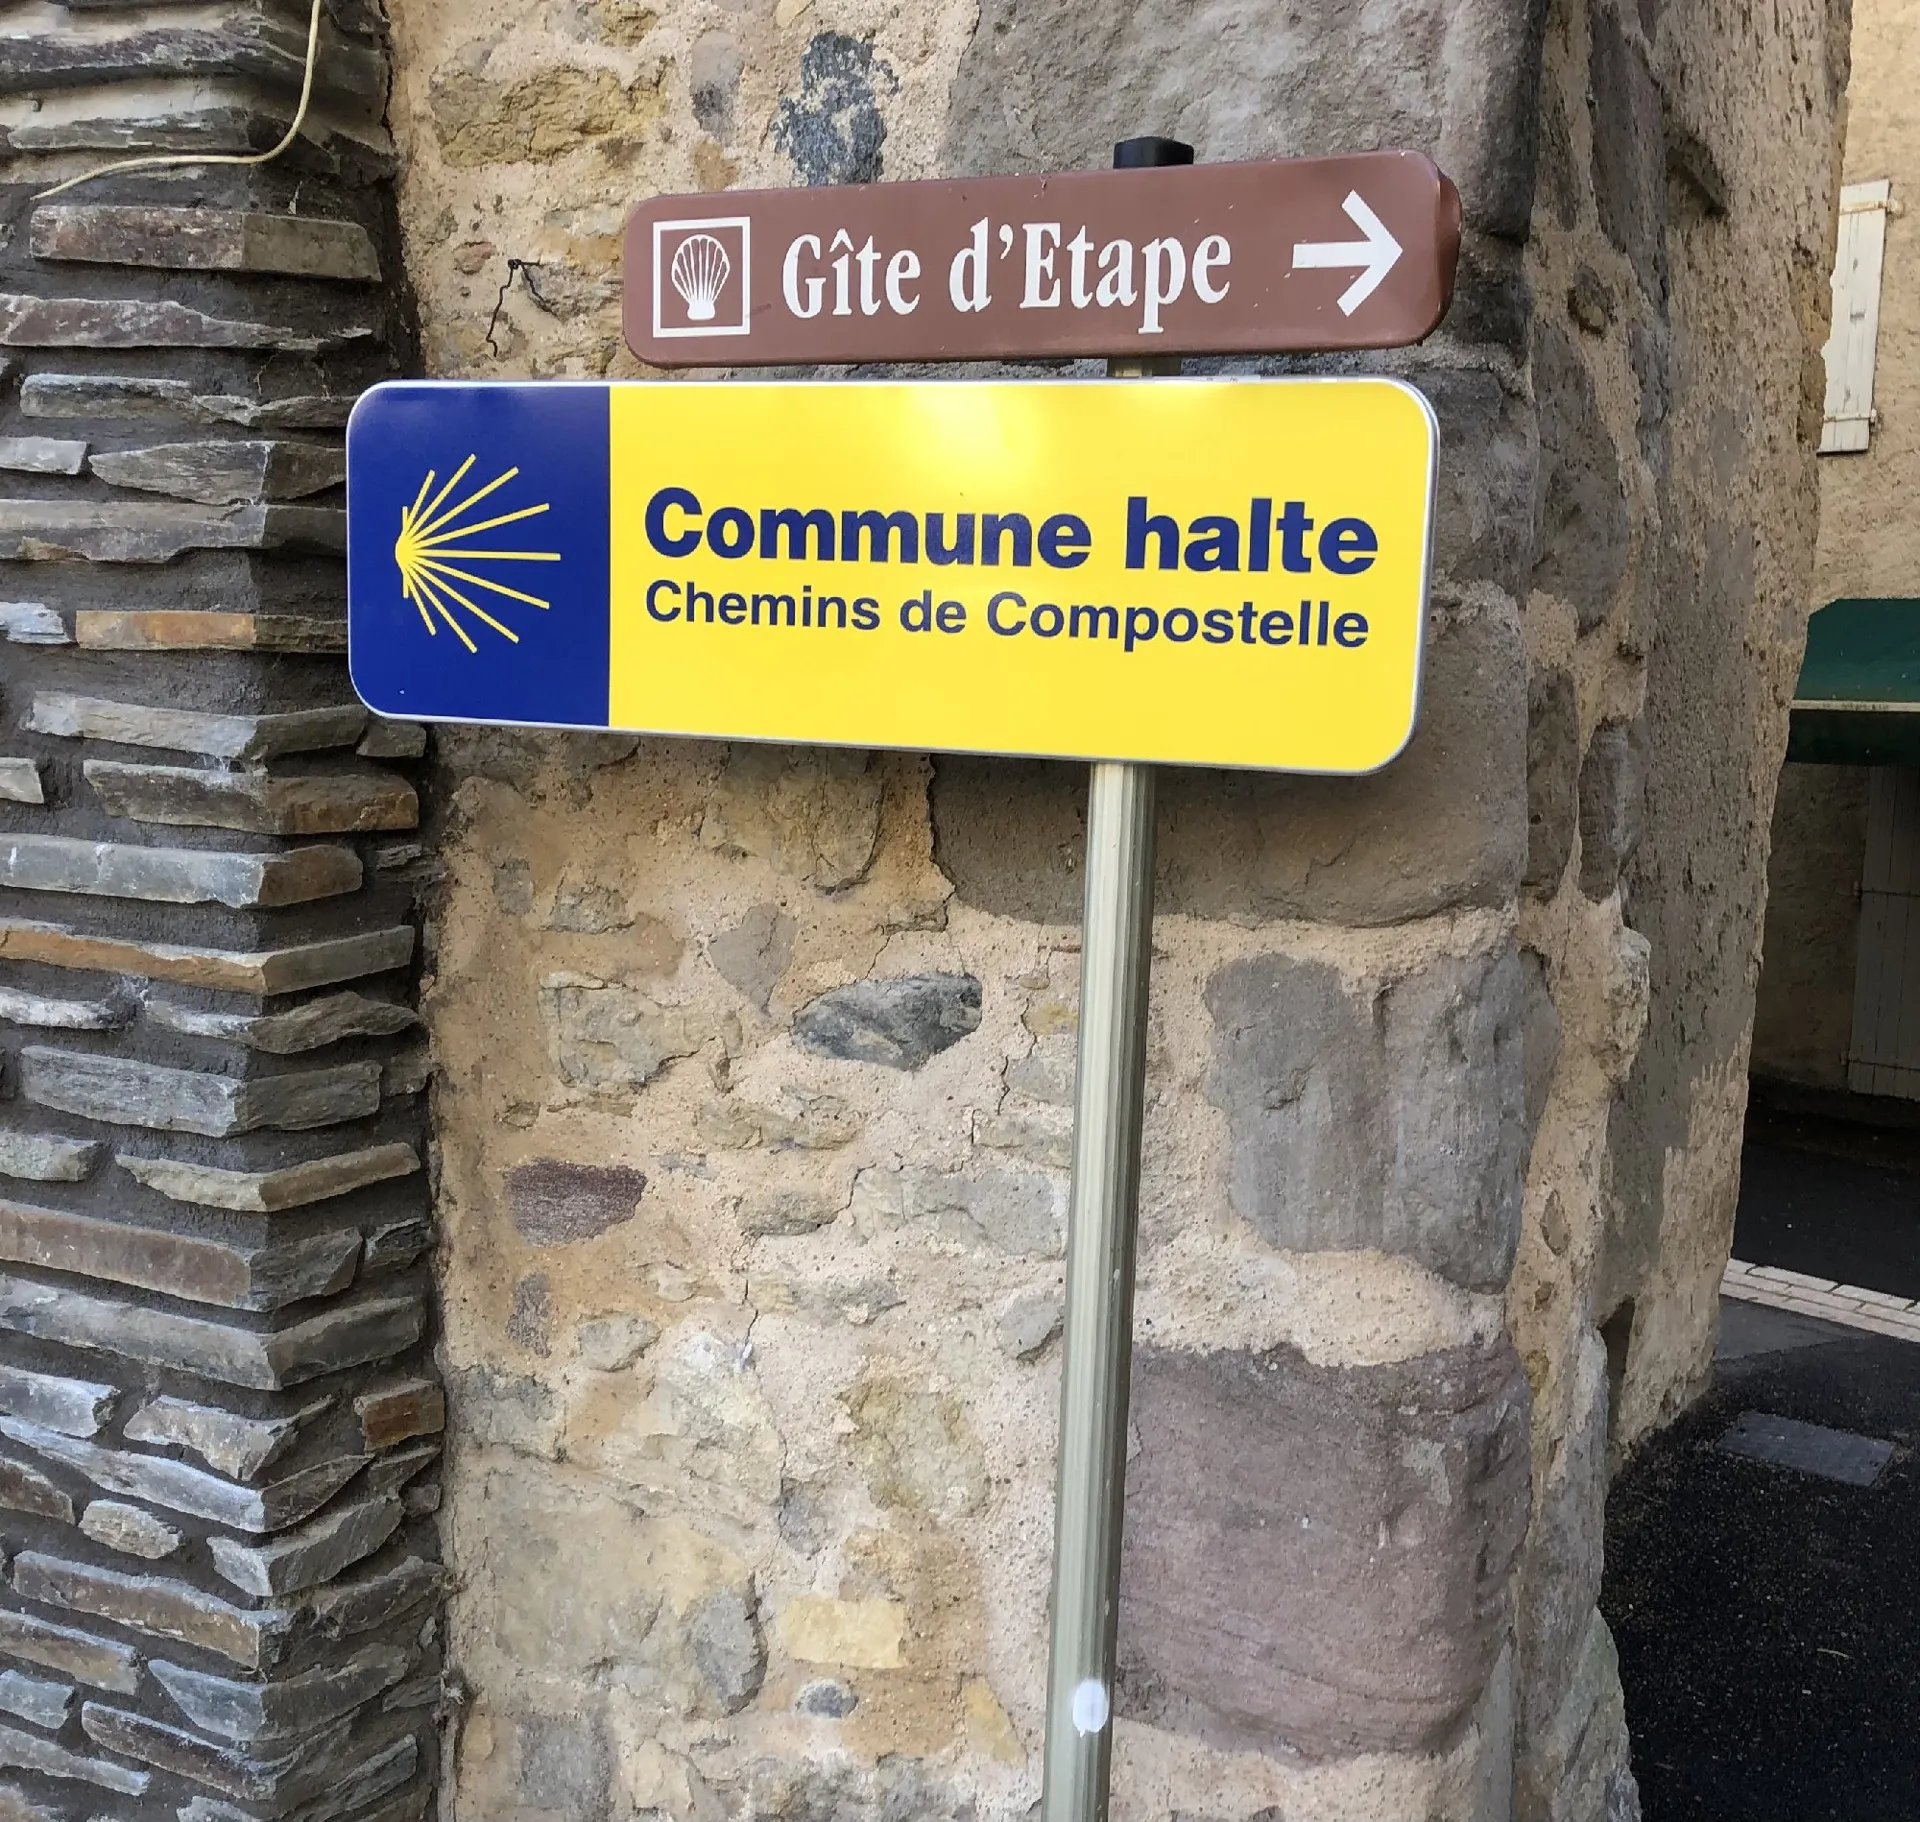 Gîte d'Etape
Commune halte
Chemins de Compostelle